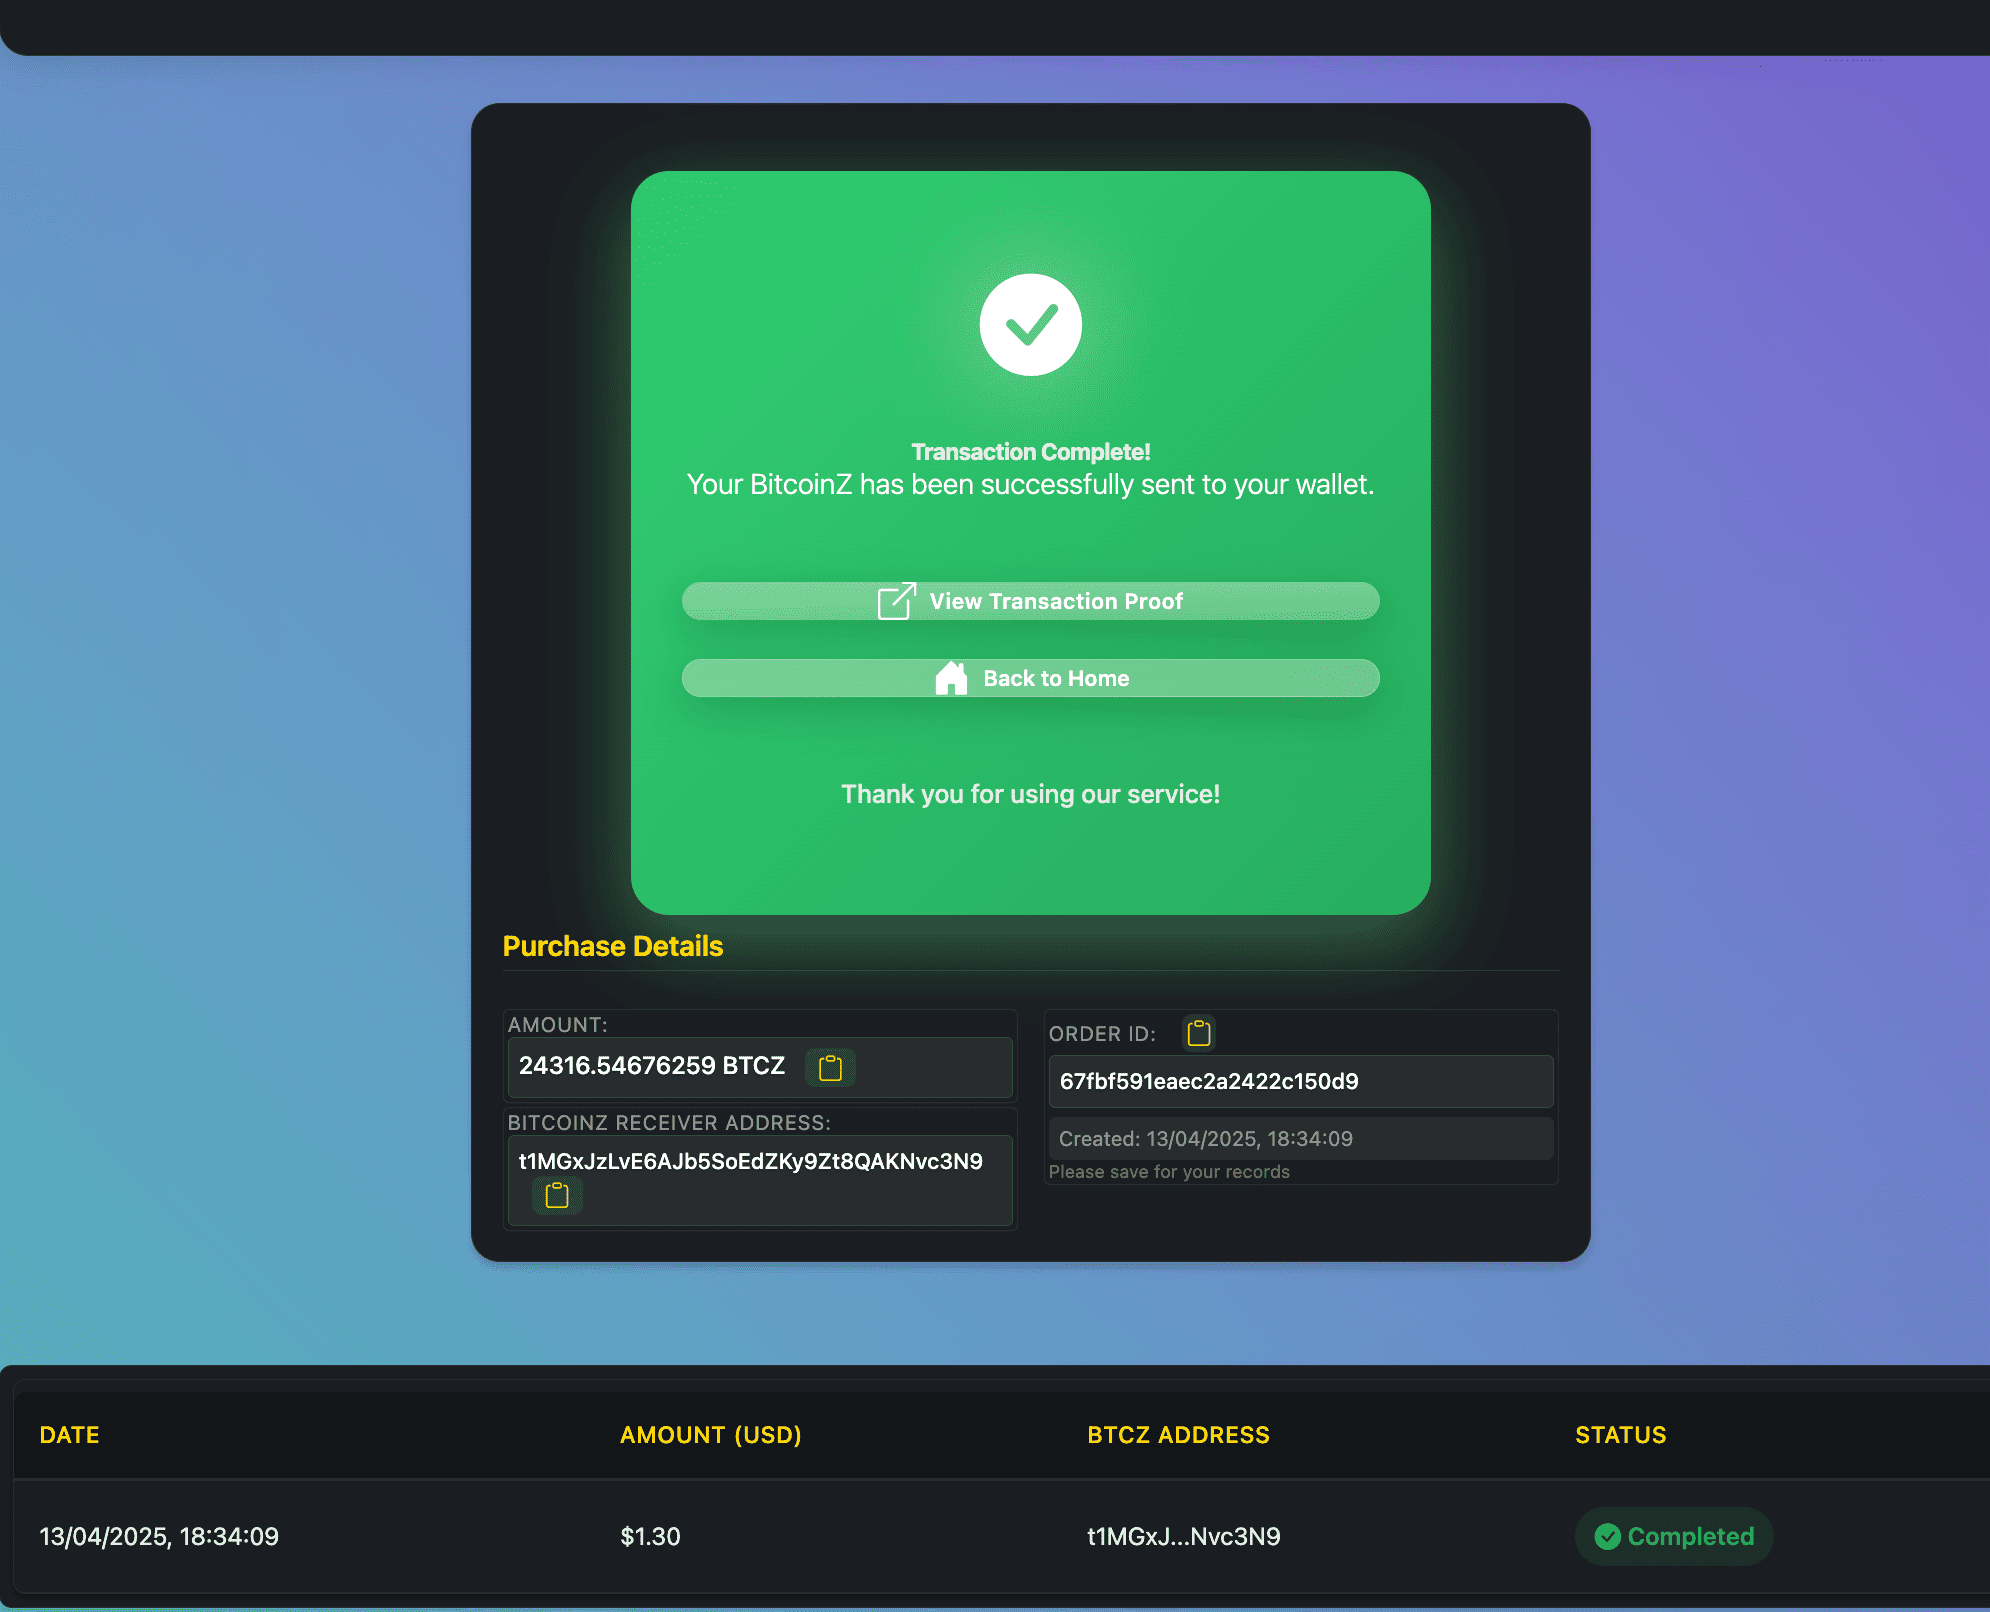 Transaction Complete!
Your BitcoinZ has been successfully sent to your wallet.
View Transaction Proof
Back to Home
Thank you for using our service!
Purchase Details
AMOUNT:
24316.54676259 BTCZ
BITCOINZ RECEIVER ADDRESS:
t1MGxJzLvE6AJb5SoEdZKy9Zt8QAKNvc3N9
ORDER ID:
67fbf591eaec2a2422c150d9
Created: 13/04/2025, 18:34:09
Please save for your records
DATE AMOUNT (USD) BTCZ ADDRESS STATUS
13/04/2025, 18:34:09 $1.30 t1MGxJ...Nvc3N9 Completed